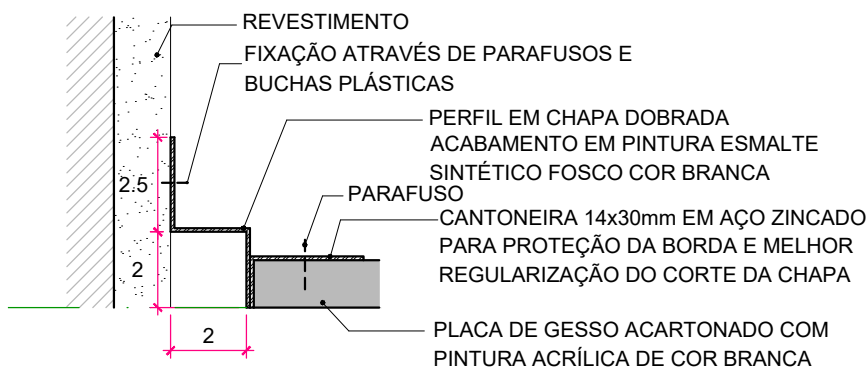 REVESTIMENTO
FIXAÇÃO ATRAVÉS DE PARAFUSOS E
BUCHAS PLÁSTICAS
PERFIL EM CHAPA DOBRADA
ACABAMENTO EM PINTURA ESMALTE
SINTÉTICO FOSCO COR BRANCA
2.5
PARAFUSO
CANTONEIRA 14x30mm EM AÇO ZINCADO
PARA PROTEÇÃO DA BORDA E MELHOR
REGULARIZAÇÃO DO CORTE DA CHAPA
2
2
PLACA DE GESSO ACARTONADO COM
PINTURA ACRÍLICA DE COR BRANCA